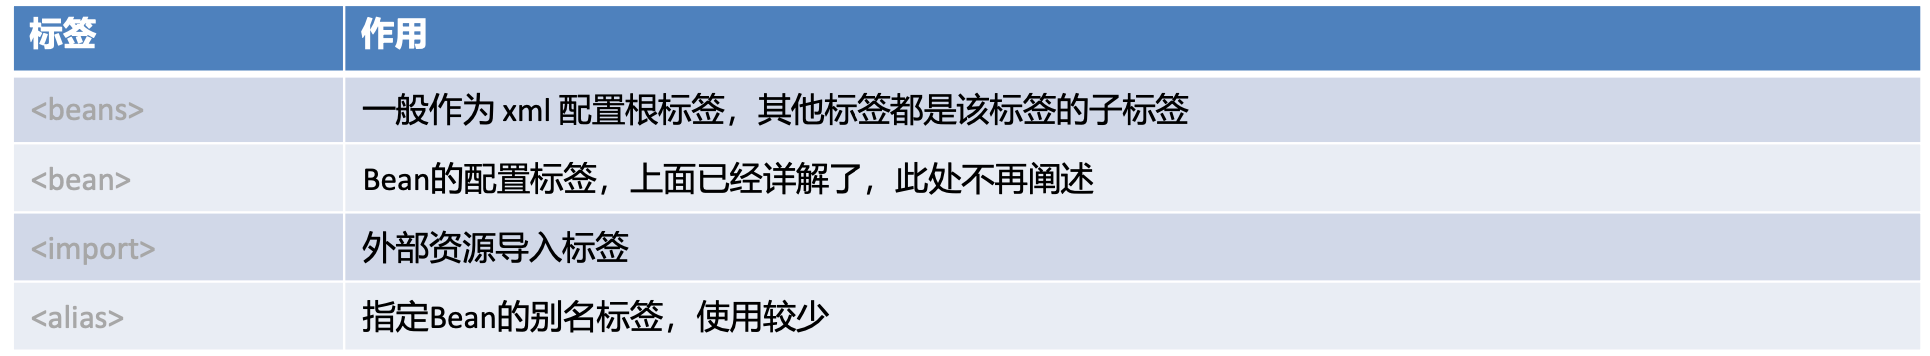 标签 作用
<beans> 一般作为 xml 配置根标签，其他标签都是该标签的子标签
<bean> Bean的配置标签，上面已经详解了，此处不再阐述
<import> 外部资源导入标签
<alias> 指定Bean的别名标签，使用较少